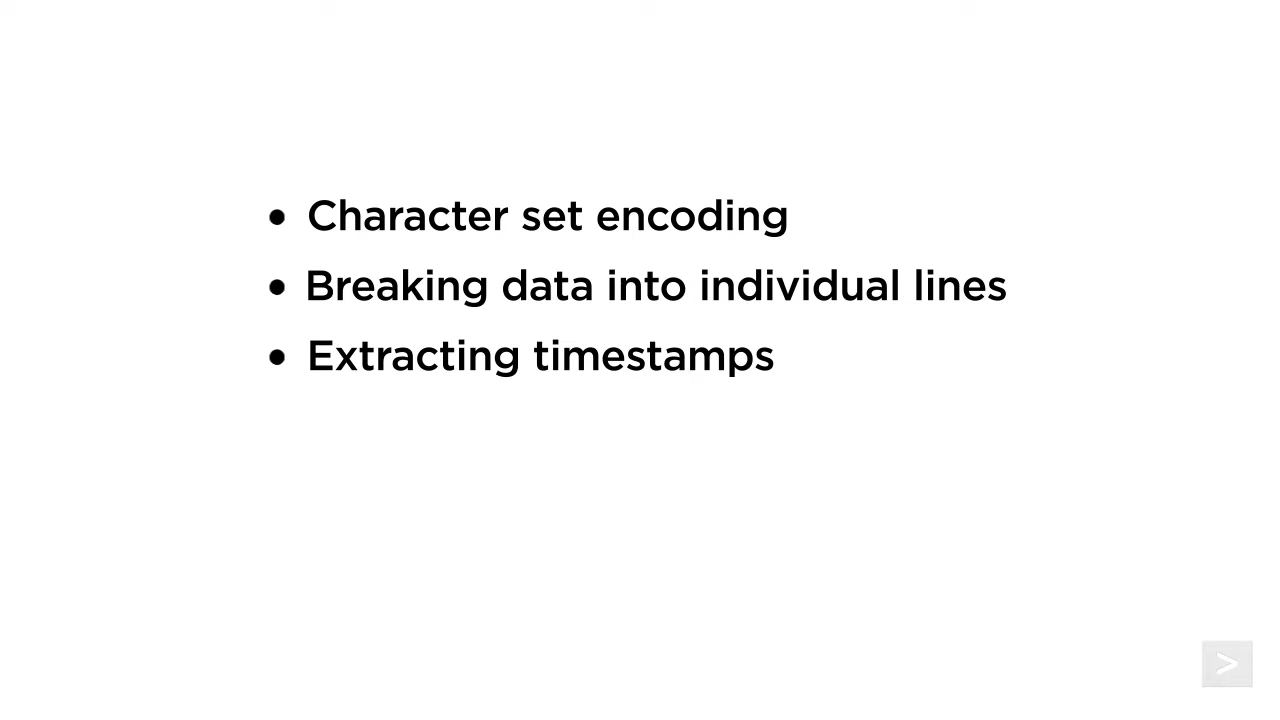 • Character set encoding
• Breaking data into individual lines
• Extracting timestamps
>